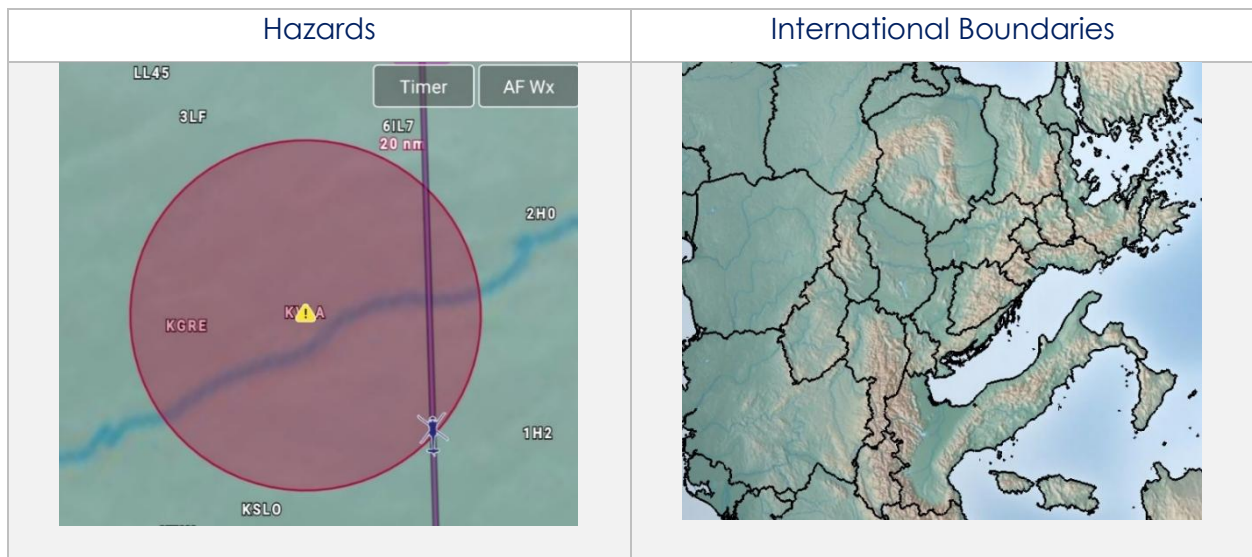 Hazards
International Boundaries
LL45
Timer
AF Wx
3LF
6IL7
20 nm
2H0
KGRE
1H2
KSLO